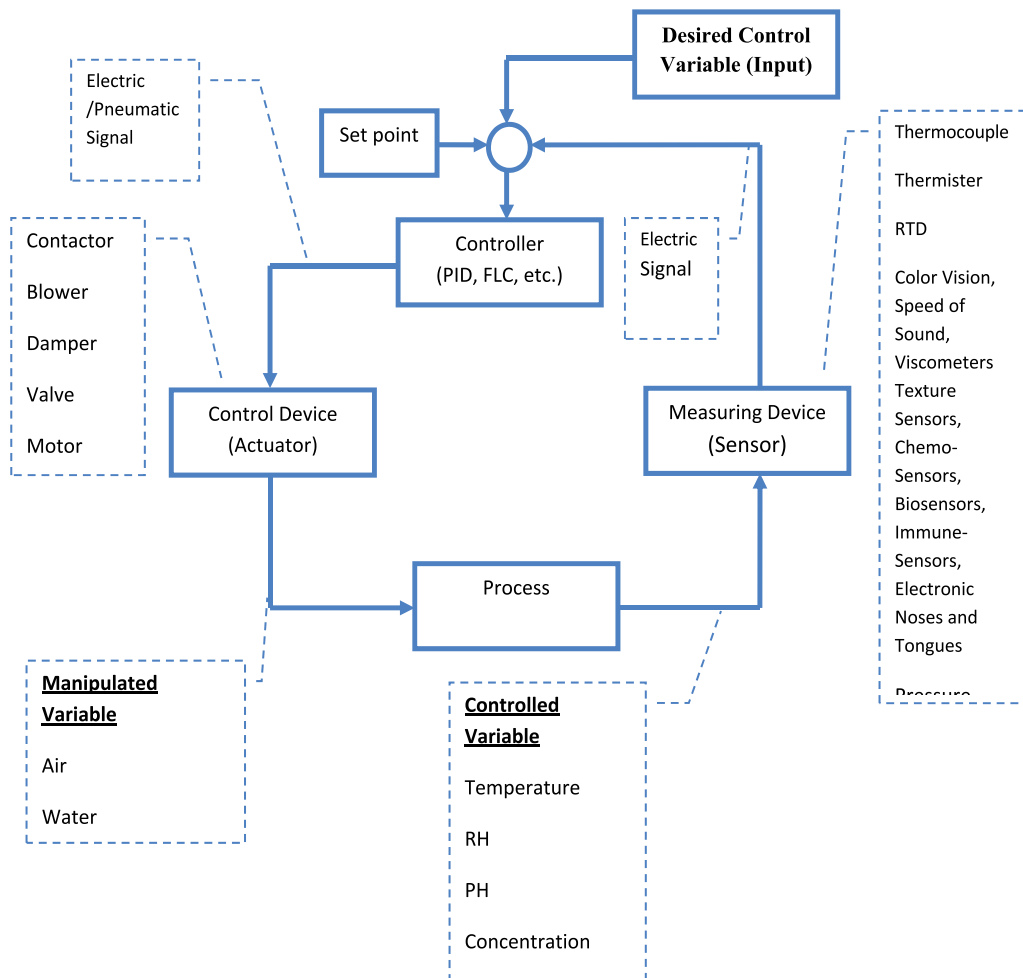 Desired Control
Variable (Input)
Electric
/Pneumatic
Signal
Set point
Thermocouple
Thermister
RTD
Color Vision,
Speed of
Sound,
Viscometers
Texture
Sensors,
Chemo-
Sensors,
Biosensors,
Immune-
Sensors,
Electronic
Noses and
Tongues
Pressure
Contactor
Blower
Damper
Valve
Motor
Controller
(PID, FLC, etc.)
Electric
Signal
Control Device
(Actuator)
Measuring Device
(Sensor)
Process
Manipulated
Variable
Air
Water
Controlled
Variable
Temperature
RH
PH
Concentration